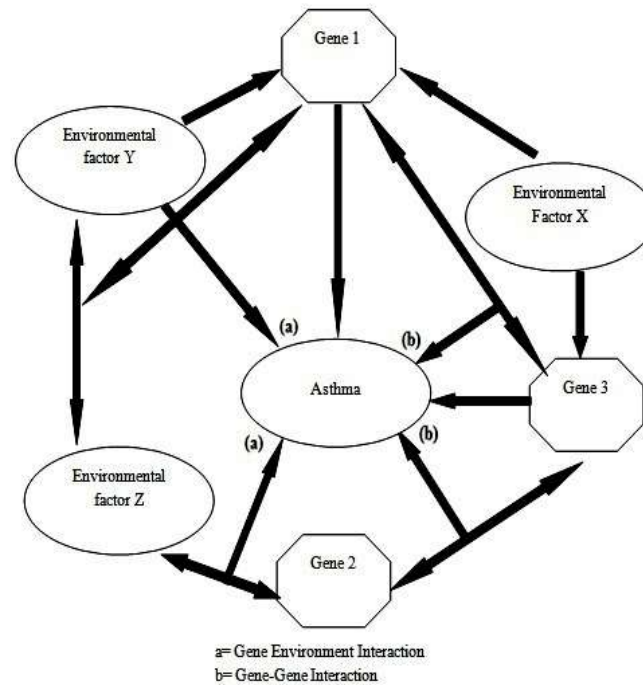 Gene 1
Environmental
factor Y
Environmental
Factor X
(a)
(b)
Asthma
Gene 3
(a)
(b)
Environmental
factor Z
Gene 2
a= Gene Environment Interaction
b= Gene-Gene Interaction